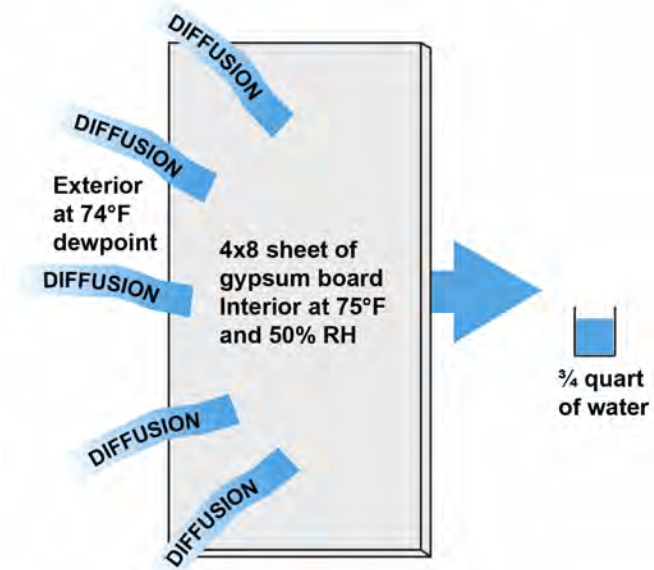 DIFFUSION
DIFFUSION
Exterior
at 74°F
dewpoint
DIFFUSION
4x8 sheet of
gypsum board
Interior at 75°F
and 50% RH
¾ quart
of water
DIFFUSION
DIFFUSION